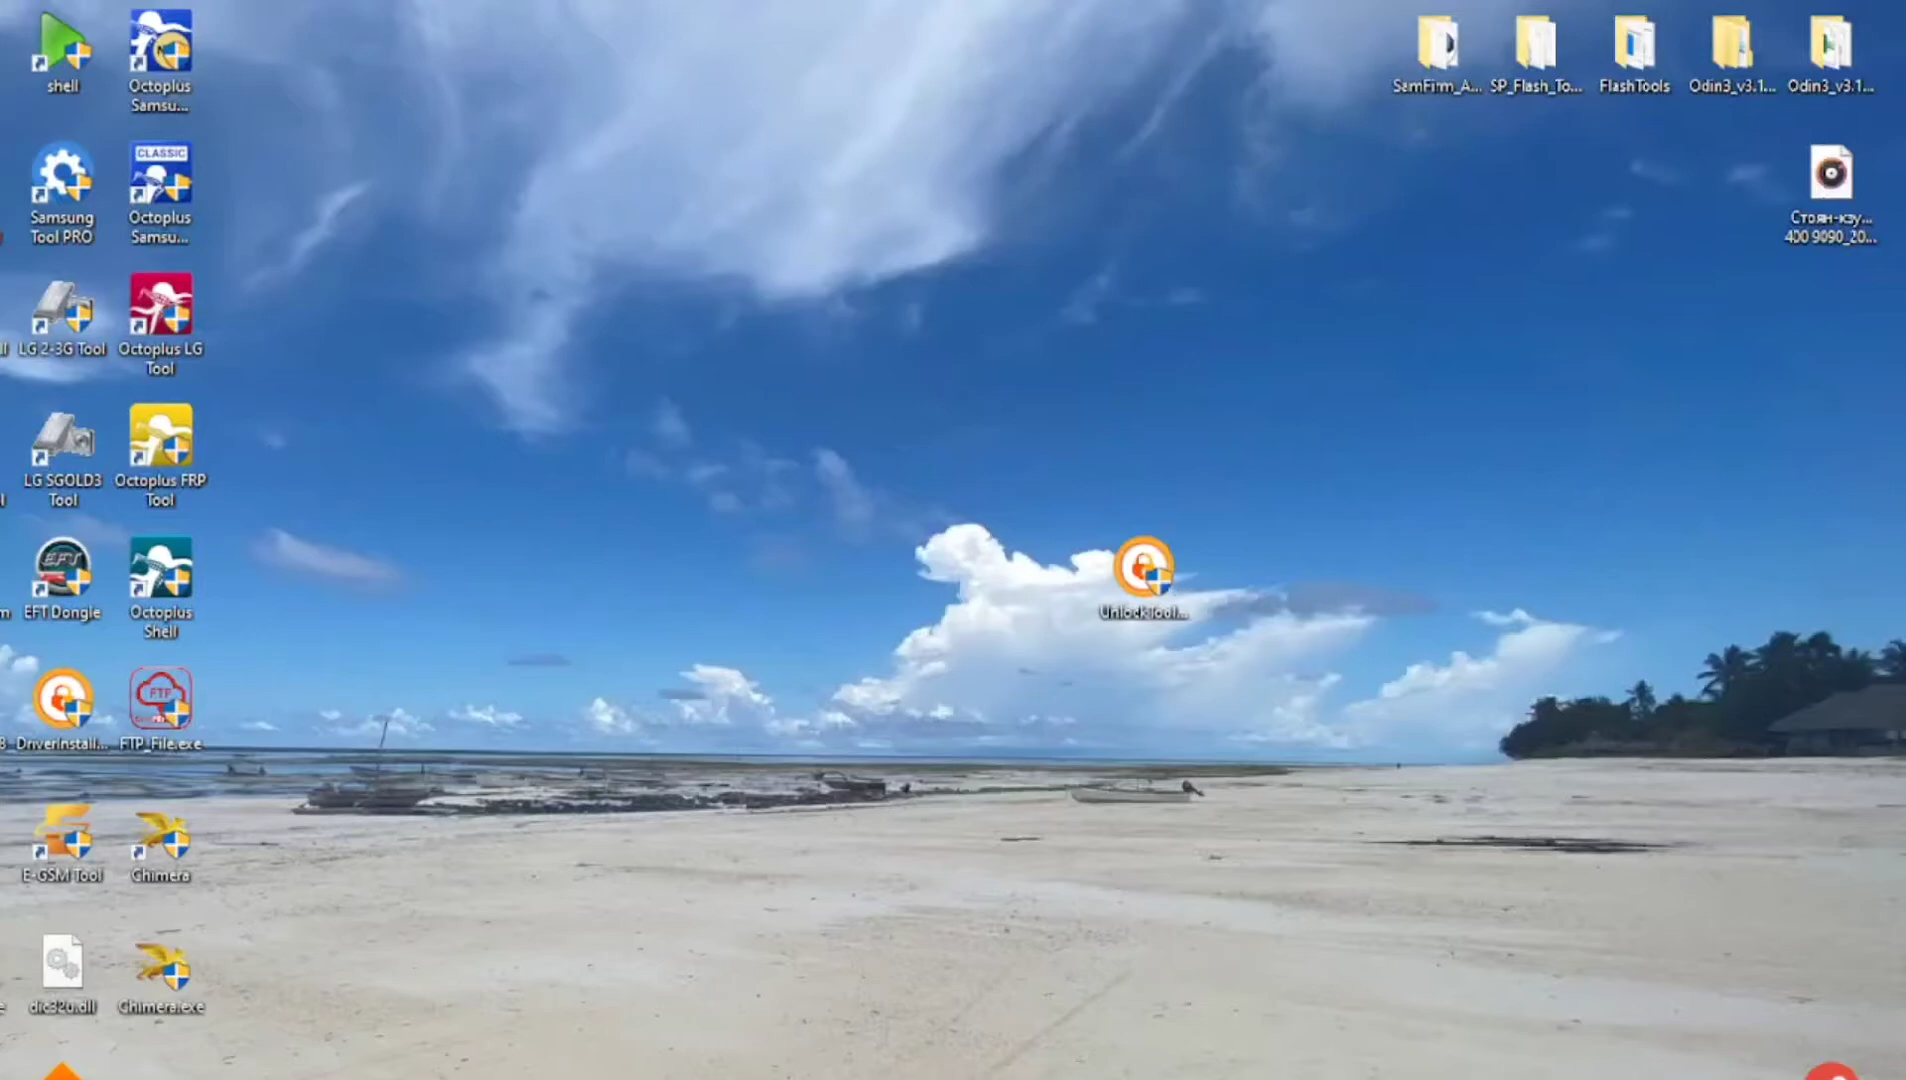 shell
Octoplus
Samsu...
SamFirm_A...
SP_Flash_To...
FlashTools
Odin3_v3.1...
Odin3_v3.1...
Samsung
Tool PRO
CLASSIC
Octoplus
Samsu...
Стоян-кзу...
400 9090_20...
LG 2-3G Tool
Octoplus LG
Tool
LG SGOLD3
Tool
Octoplus FRP
Tool
EFT
EFT Dongle
Octoplus
Shell
UnlockTool...
DriverInstall...
FTP
FTP_File.exe
E-GSM Tool
Chimera
Chimera.exe